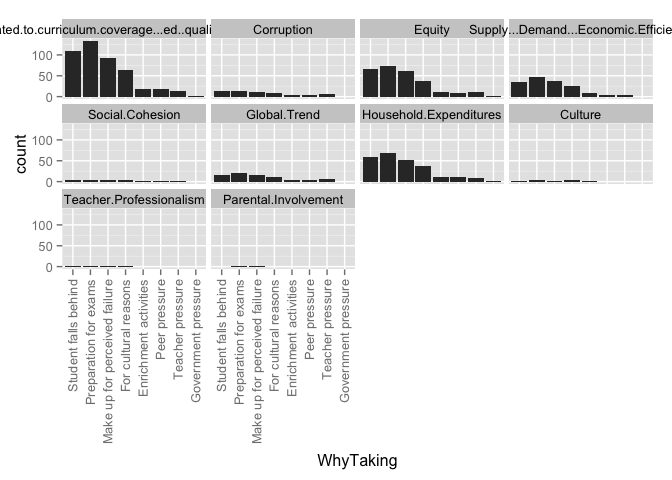 ated.to.curriculum.coverage...ed..quali
Corruption
Equity
Supply...Demand...Economic.Efficie
100
50
0
Social.Cohesion
Global.Trend
Household.Expenditures
Culture
count
100
50
0
Teacher.Professionalism
Parental.Involvement
100
50
0
Student falls behind
Preparation for exams
Make up for perceived failure
For cultural reasons
Enrichment activities
Peer pressure
Teacher pressure
Government pressure
Student falls behind
Preparation for exams
Make up for perceived failure
For cultural reasons
Enrichment activities
Peer pressure
Teacher pressure
Government pressure
WhyTaking